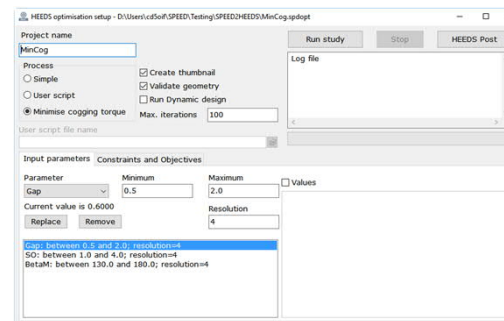 HEEDS optimisation setup - D:\Users\cd5oif\SPEED\Testing\SPEED2HEEDS\MinCog.spdopt
Project name
MinCog
Run study
Stop
HEEDS Post
Process
Simple
User script
Minimise cogging torque
Create thumbnail
Validate geometry
Run Dynamic design
Max. iterations 100
Log file
User script file name
Input parameters
Constraints and Objectives
Parameter
Minimum
Maximum
Values
Gap
0.5
2.0
Current value is 0.6000
Resolution
Replace
Remove
4
Gap: between 0.5 and 2.0; resolution=4
SO: between 1.0 and 4.0; resolution=4
BetaM: between 130.0 and 180.0; resolution=4